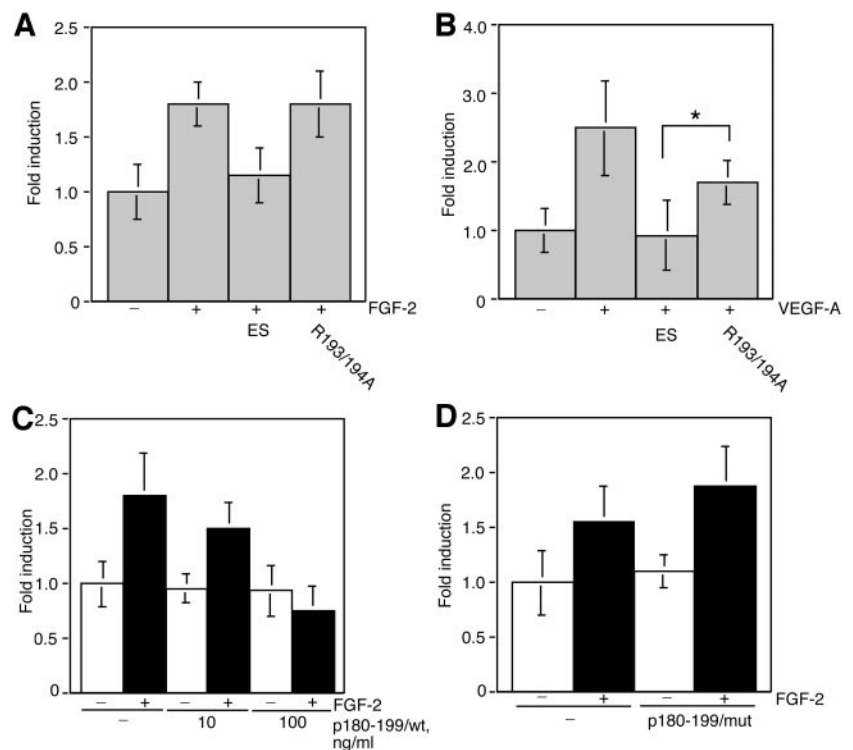 A
2.5
2.0
1.5
1.0
0.5
0
Fold induction
– + + + FGF-2
ES
R193/194A
B
4.0
3.0
2.0
1.0
0
Fold induction
*
– + + + VEGF-A
ES
R193/194A
C
2.5
2.0
1.5
1.0
0.5
0
Fold induction
– + – + – + FGF-2
– 10 100 p180-199/wt,
ng/ml
D
2.5
2.0
1.5
1.0
0.5
0
Fold induction
– + – + FGF-2
– p180-199/mut